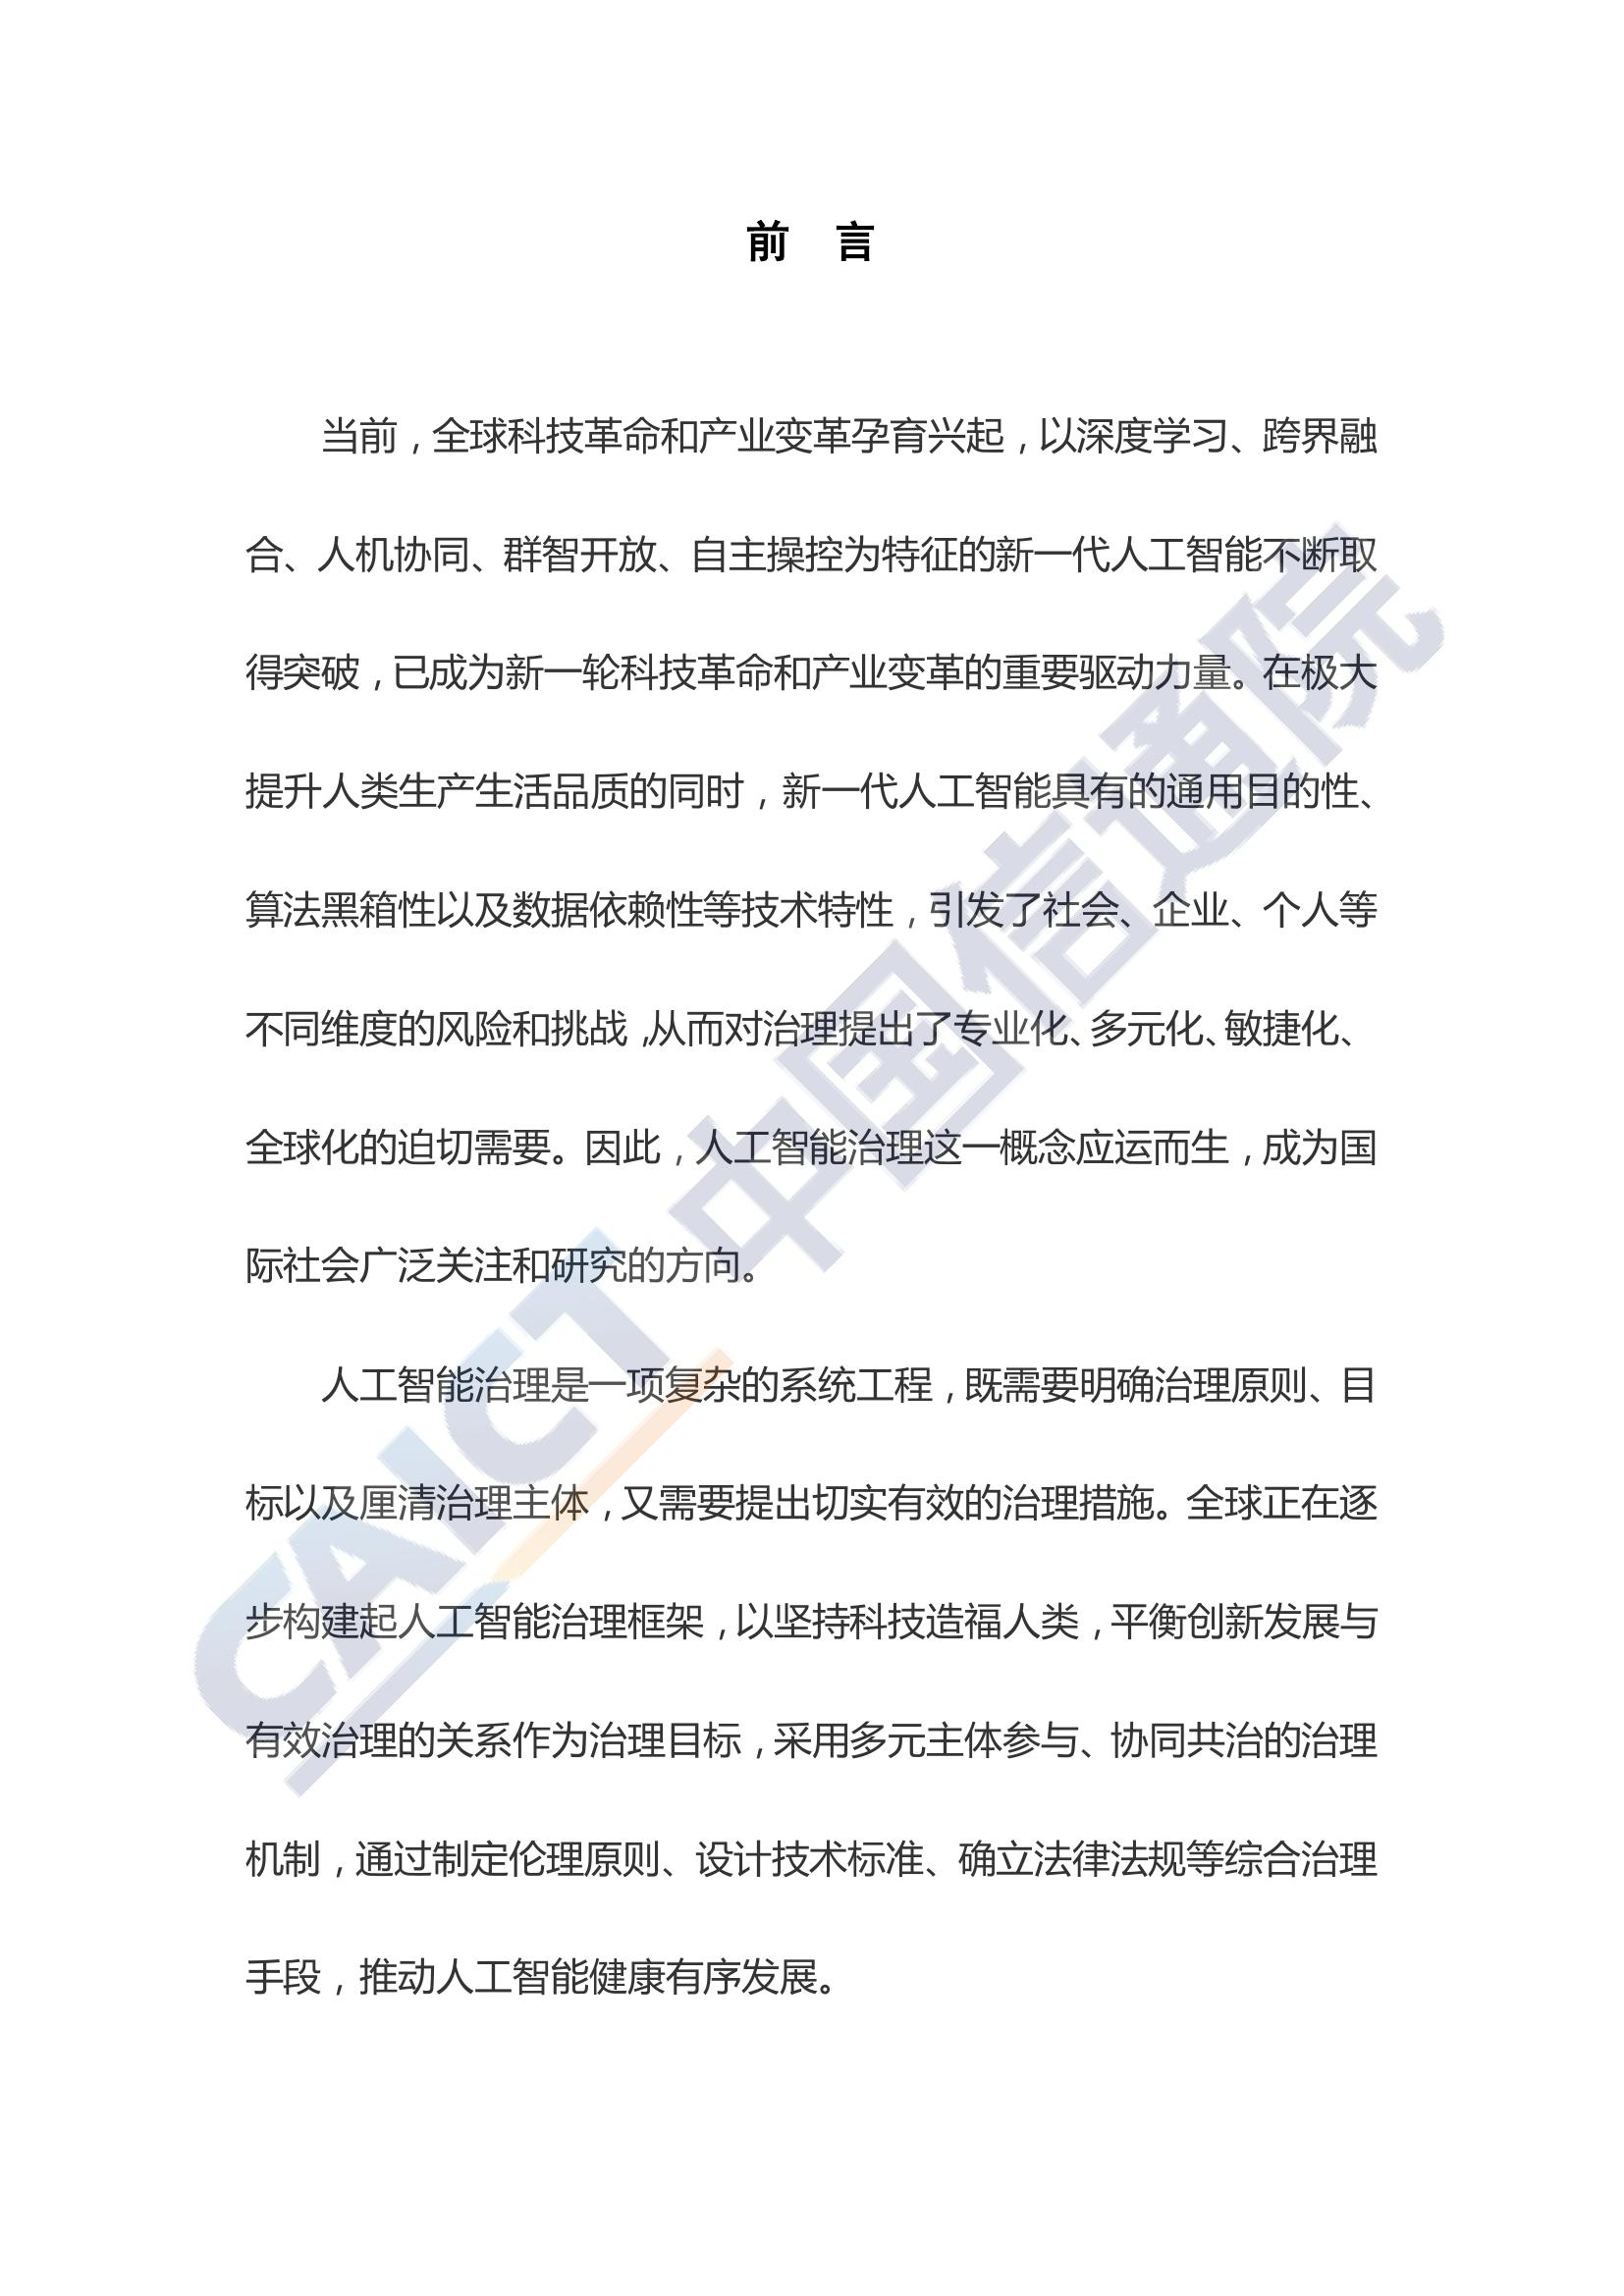 前 言
当前，全球科技革命和产业变革孕育兴起，以深度学习、跨界融
合、人机协同、群智开放、自主操控为特征的新一代人工智能不断取
得突破，已成为新一轮科技革命和产业变革的重要驱动力量。在极大
提升人类生产生活品质的同时，新一代人工智能具有的通用目的性、
算法黑箱性以及数据依赖性等技术特性，引发了社会、企业、个人等
不同维度的风险和挑战，从而对治理提出了专业化、多元化、敏捷化、
全球化的迫切需要。因此，人工智能治理这一概念应运而生，成为国
际社会广泛关注和研究的方向。
人工智能治理是一项复杂的系统工程，既需要明确治理原则、目
标以及厘清治理主体，又需要提出切实有效的治理措施。全球正在逐
步构建起人工智能治理框架，以坚持科技造福人类，平衡创新发展与
有效治理的关系作为治理目标，采用多元主体参与、协同共治的治理
机制，通过制定伦理原则、设计技术标准、确立法律法规等综合治理
手段，推动人工智能健康有序发展。
CAICT 中国信通院